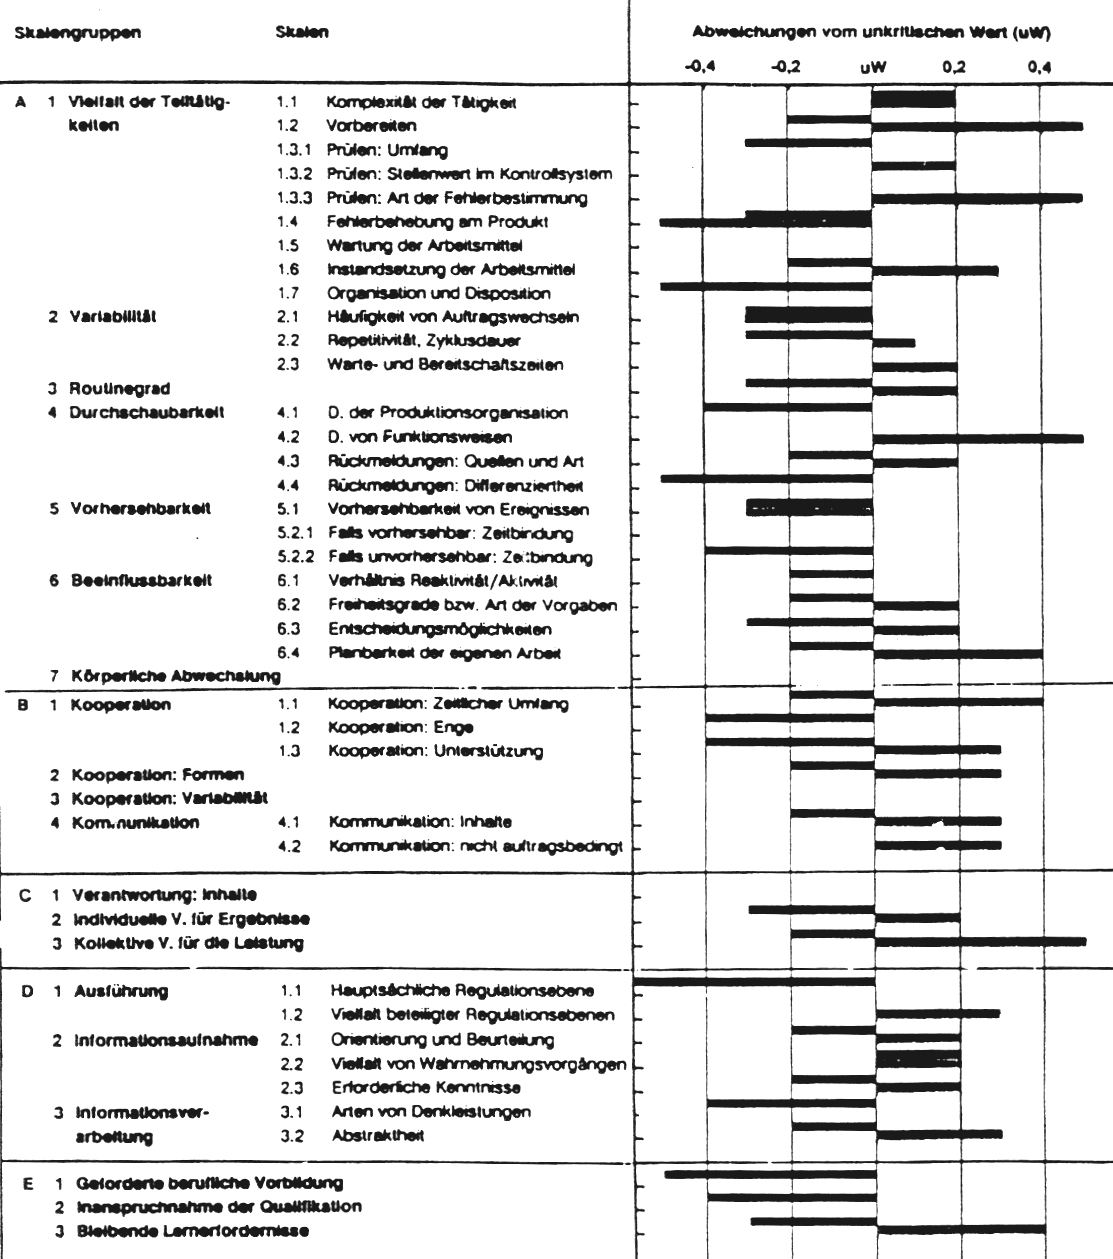 Skalengruppen Skalen Abweichungen vom unkritischen Wert (uW)
-0,4 -0,2 uW 0,2 0,4
A 1 Vielfalt der Teiltätig- 1.1 Komplexität der Tätigkeit
keiten 1.2 Vorbereiten
1.3.1 Prüfen: Umfang
1.3.2 Prüfen: Stellenwert im Kontrollsystem
1.3.3 Prüfen: Art der Fehlerbestimmung
1.4 Fehlerbehebung am Produkt
1.5 Wartung der Arbeitsmittel
1.6 Instandsetzung der Arbeitsmittel
1.7 Organisation und Disposition
2 Variabilität 2.1 Häufigkeit von Auftragswechseln
2.2 Repetitivität, Zyklusdauer
2.3 Warte- und Bereitschaftszeiten
3 Routinegrad
4 Durchschaubarkeit 4.1 D. der Produktionsorganisation
4.2 D. von Funktionsweisen
4.3 Rückmeldungen: Quellen und Art
4.4 Rückmeldungen: Differenziertheit
5 Vorhersehbarkeit 5.1 Vorhersehbarkeit von Ereignissen
5.2.1 Falls vorhersehbar: Zeitbindung
5.2.2 Falls unvorhersehbar: Zeitbindung
6 Beeinflussbarkeit 6.1 Verhältnis Reaktivität/Aktivität
6.2 Freiheitsgrade bzw. Art der Vorgaben
6.3 Entscheidungsmöglichkeiten
6.4 Planbarkeit der eigenen Arbeit
7 Körperliche Abwechslung
B 1 Kooperation 1.1 Kooperation: Zeitlicher Umfang
1.2 Kooperation: Enge
1.3 Kooperation: Unterstützung
2 Kooperation: Formen
3 Kooperation: Variabilität
4 Kommunikation 4.1 Kommunikation: Inhalte
4.2 Kommunikation: nicht auftragsbedingt
C 1 Verantwortung: Inhalte
2 Individuelle V. für Ergebnisse
3 Kollektive V. für die Leistung
D 1 Ausführung 1.1 Hauptsächliche Regulationsebene
1.2 Vielfalt beteiligter Regulationsebenen
2 Informationsaufnahme 2.1 Orientierung und Beurteilung
2.2 Vielfalt von Wahrnehmungsvorgängen
2.3 Erforderliche Kenntnisse
3 Informationsver- 3.1 Arten von Denkleistungen
arbeitung 3.2 Abstraktheit
E 1 Geforderte berufliche Vorbildung
2 Inanspruchnahme der Qualifikation
3 Bleibende Lernerfordernisse